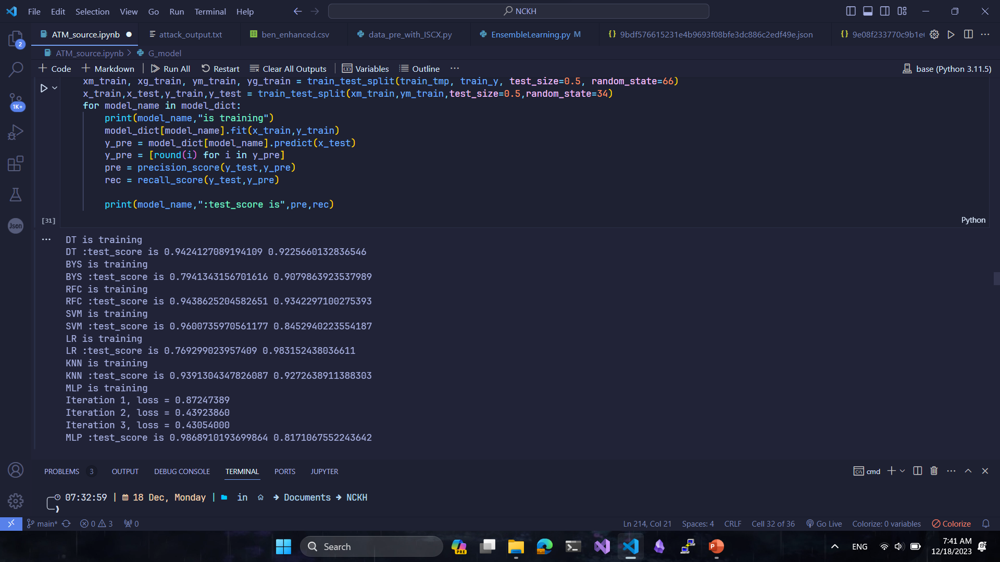 File Edit Selection View Go Run Terminal Help NCKH
ATM_source.ipynb attack_output.txt ben_enhanced.csv data_pre_with_ISCX.py EnsembleLearning.py M 9bdf576615231e4b9693f08bfe3dc886c2edf49e.json
2
ATM_source.ipynb > G_model
+ Code + Markdown | Run All Restart Clear All Outputs | Variables Outline ... base (Python 3.11.5)
xm_train, xg_train, ym_train, yg_train = train_test_split(train_tmp, train_y, test_size=0.5, random_state=66)
x_train,x_test,y_train,y_test = train_test_split(xm_train,ym_train,test_size=0.5,random_state=34)
1K+
for model_name in model_dict:
print(model_name,"is training")
model_dict[model_name].fit(x_train,y_train)
y_pre = model_dict[model_name].predict(x_test)
y_pre = [round(i) for i in y_pre]
pre = precision_score(y_test,y_pre)
rec = recall_score(y_test,y_pre)
print(model_name,":test_score is",pre,rec)
[31] Python
Json
DT is training
DT :test_score is 0.9424127089194109 0.9225660132836546
BYS is training
BYS :test_score is 0.7941343156701616 0.9079863923537989
RFC is training
RFC :test_score is 0.9438625204582651 0.9342297100275393
SVM is training
SVM :test_score is 0.9600735970561177 0.8452940223554187
LR is training
LR :test_score is 0.769299023957409 0.983152438036611
KNN is training
KNN :test_score is 0.9391304347826087 0.9272638911388303
MLP is training
Iteration 1, loss = 0.87247389
Iteration 2, loss = 0.43923860
Iteration 3, loss = 0.43054000
MLP :test_score is 0.9868910193699864 0.8171067552243642
PROBLEMS 3 OUTPUT DEBUG CONSOLE TERMINAL PORTS JUPYTER cmd
07:32:59 | 18 Dec, Monday | in → Documents → NCKH
main* 0 3 0 Ln 214, Col 21 Spaces: 4 CRLF Cell 32 of 36 Go Live Colorize: 0 variables Colorize
Search PRE ENG 7:41 AM
12/18/2023